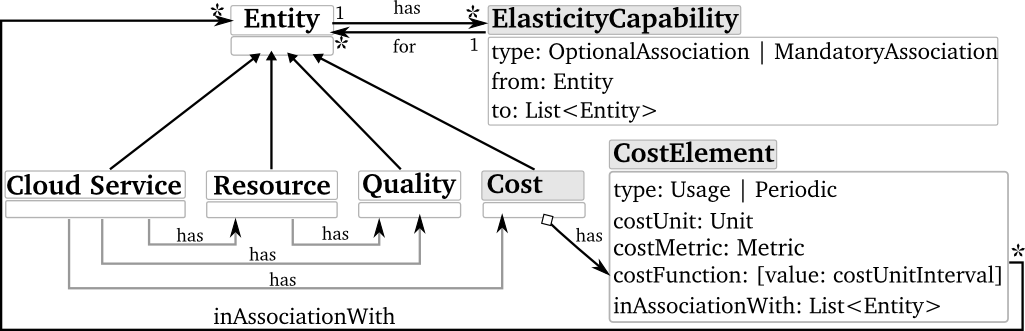 * Entity 1 has * ElasticityCapability
* for 1
type: OptionalAssociation | MandatoryAssociation
from: Entity
to: List<Entity>
CostElement
Cloud Service Resource Quality Cost
type: Usage | Periodic
costUnit: Unit
costMetric: Metric
costFunction: [value: costUnitInterval]
inAssociationWith: List<Entity>
*
has has has
has
has
inAssociationWith